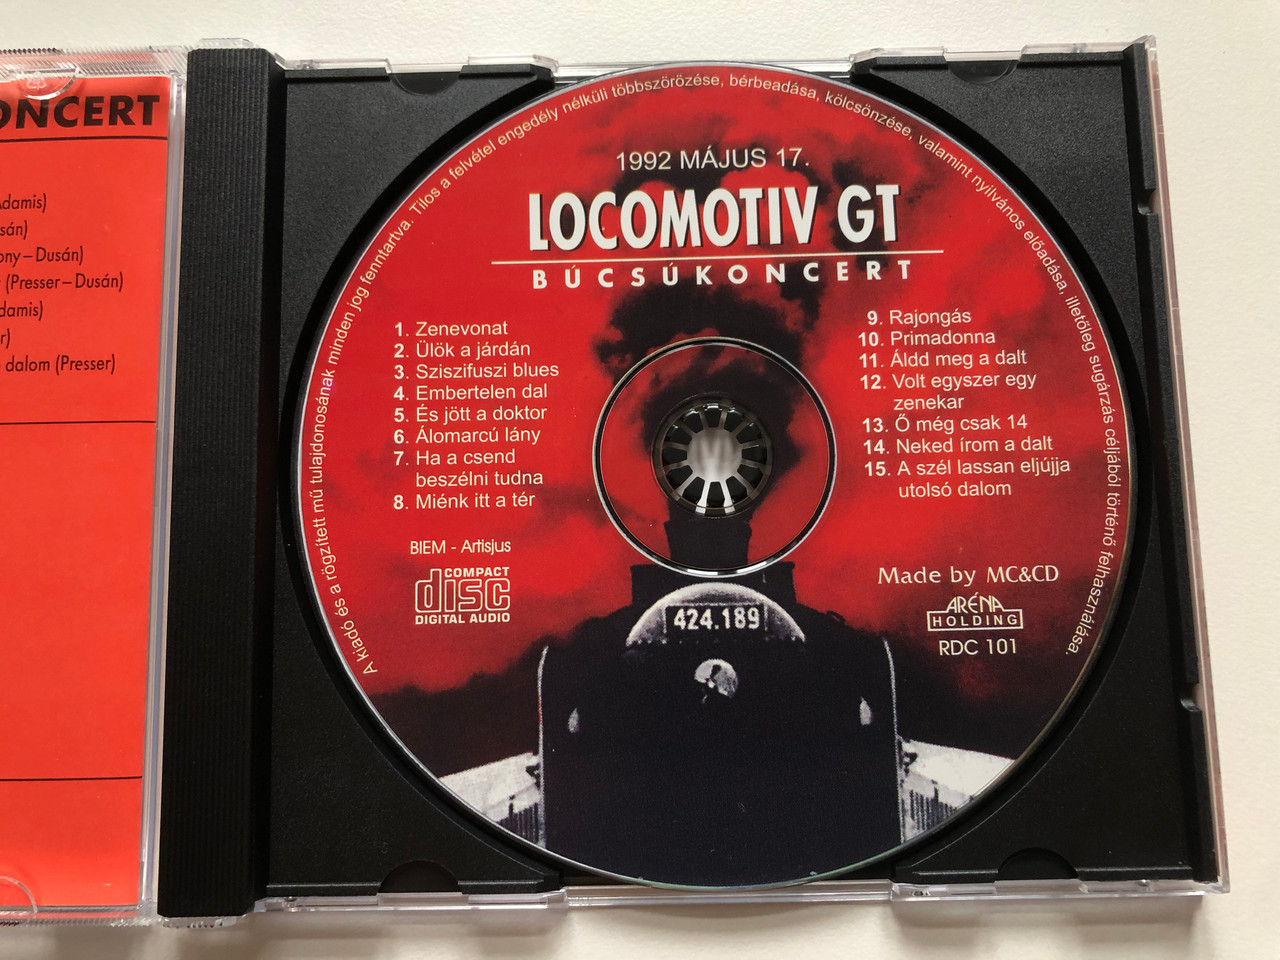 ONCERT
Adamis)
sán)
ony – Dusán)
(Presser – Dusán)
damis)
r)
dalom (Presser)
A kiadó és a rögzített mű tulajdonosának minden jog fenntartva. Tilos a felvétel engedély nélküli többszörözése, bérbeadása, kölcsönzése, valamint nyilvános előadása, illetőleg sugárzás céljából történő felhasználása.
1992 MÁJUS 17.
LOCOMOTIV GT
BÚCSÚKONCERT
1. Zenevonat
2. Ülök a járdán
3. Sziszifuszi blues
4. Embertelen dal
5. És jött a doktor
6. Álomarcú lány
7. Ha a csend
beszélni tudna
8. Miénk itt a tér
9. Rajongás
10. Primadonna
11. Áldd meg a dalt
12. Volt egyszer egy
zenekar
13. Ő még csak 14
14. Neked írom a dalt
15. A szél lassan eljújja
utolsó dalom
BIEM - Artisjus
COMPACT
disc
DIGITAL AUDIO
Made by MC&CD
ARÉNA
HOLDING
RDC 101
424.189